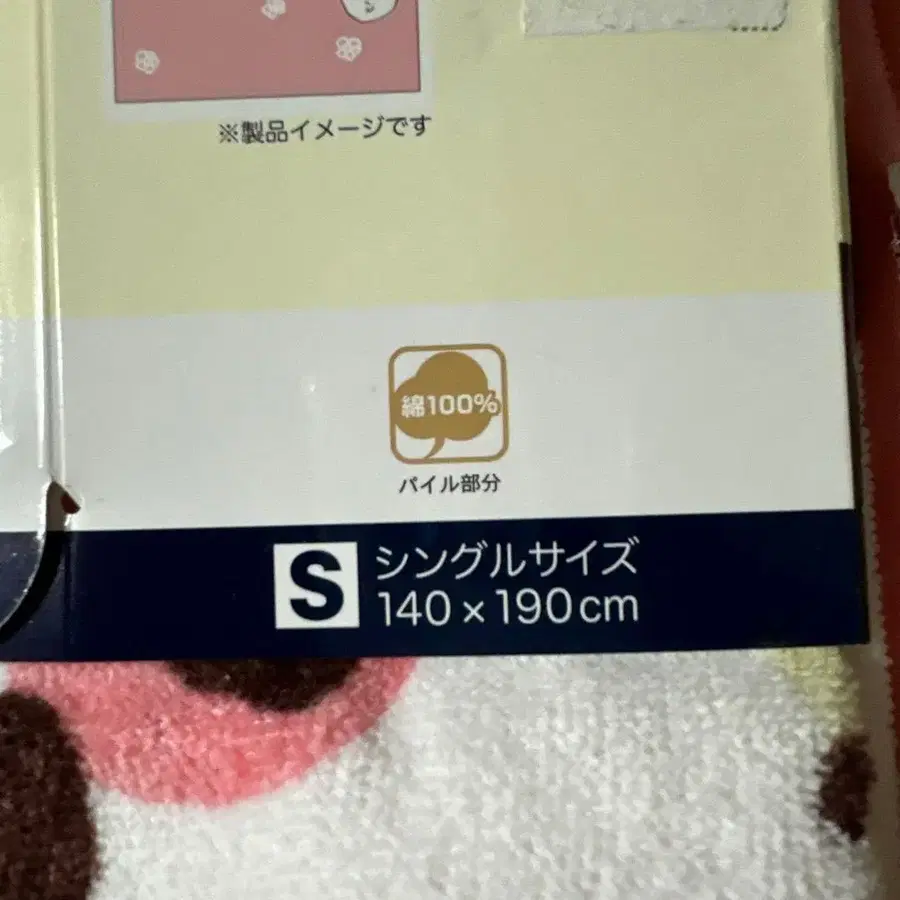 ※製品イメージです
綿100%
パイル部分
S シングルサイズ
140×190cm